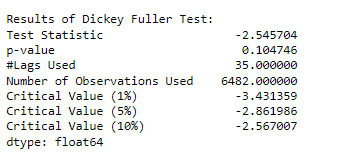 Results of Dickey Fuller Test:
Test Statistic -2.545704
p-value 0.104746
#Lags Used 35.000000
Number of Observations Used 6482.000000
Critical Value (1%) -3.431359
Critical Value (5%) -2.861986
Critical Value (10%) -2.567007
dtype: float64